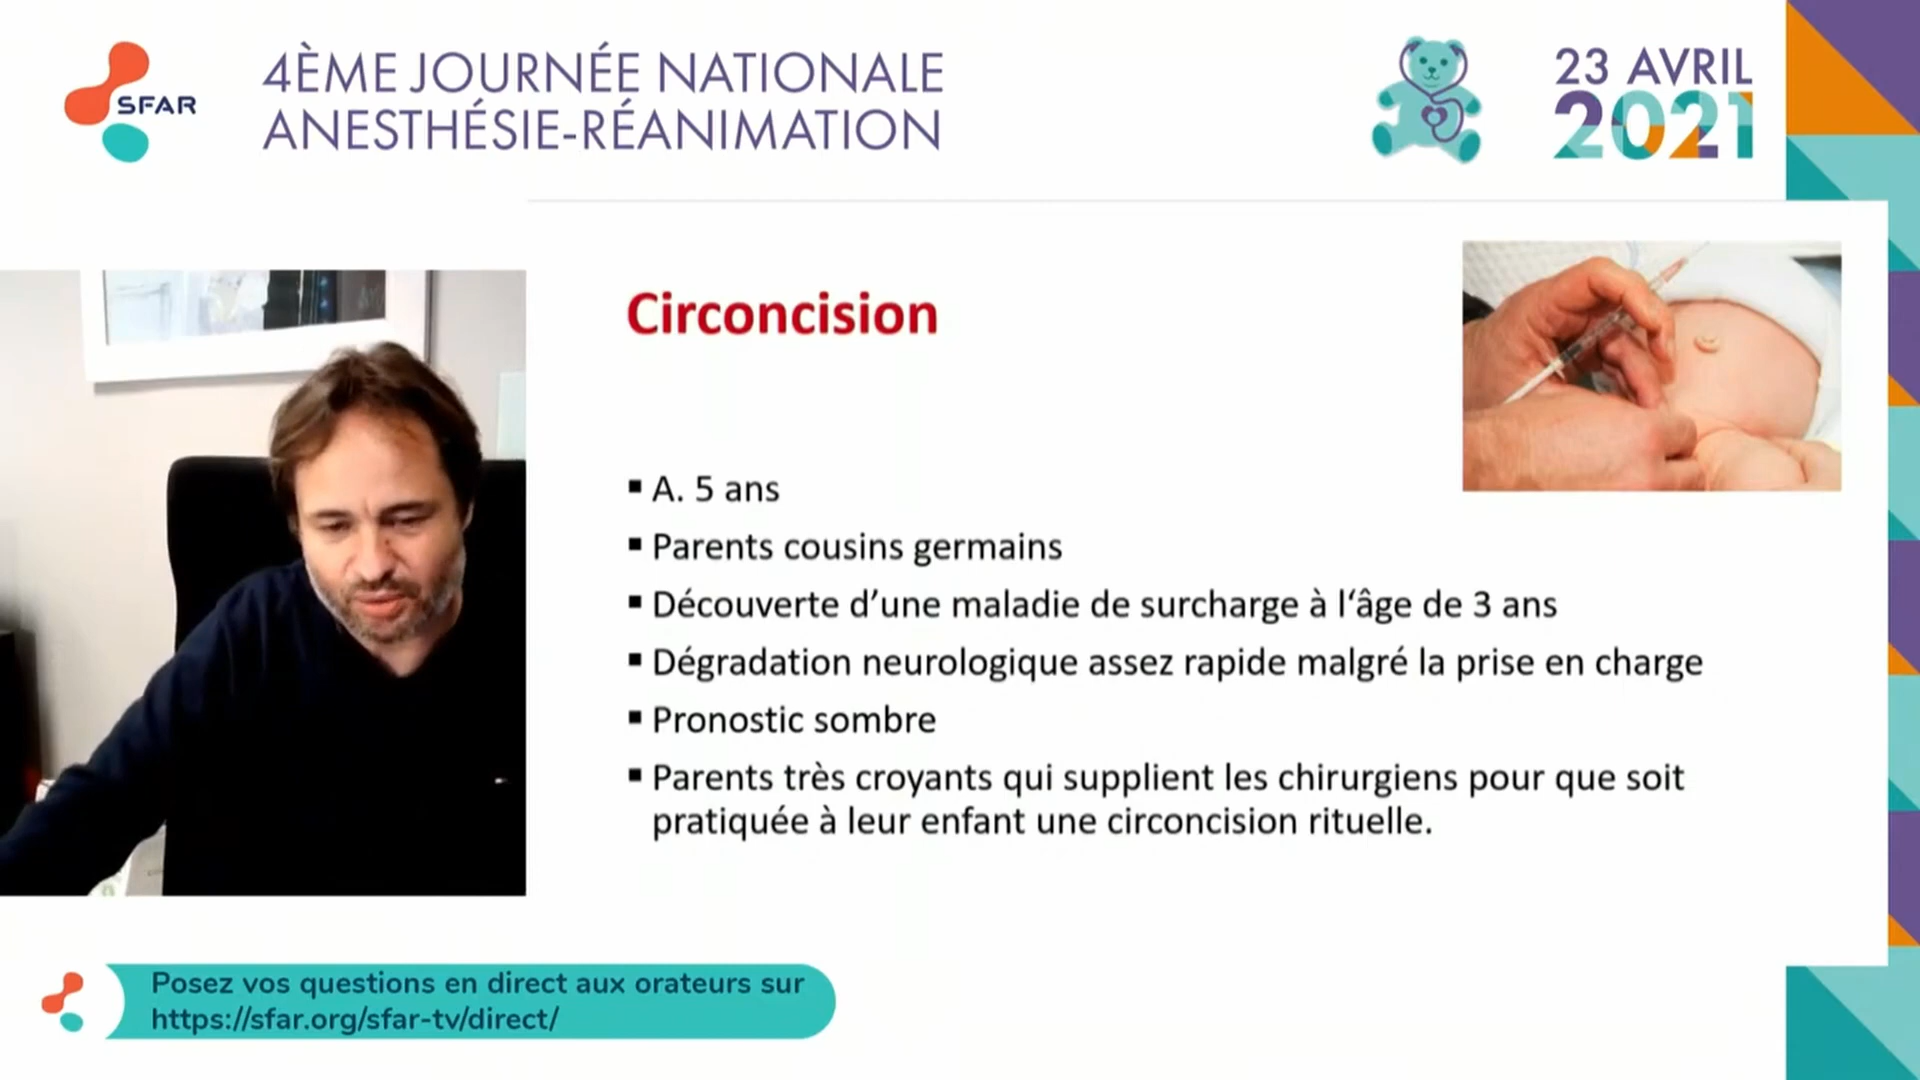 SFAR
4ÈME JOURNÉE NATIONALE
ANESTHÉSIE-RÉANIMATION
23 AVRIL
2021
Circoncision
▪ A. 5 ans
▪ Parents cousins germains
▪ Découverte d’une maladie de surcharge à l‘âge de 3 ans
▪ Dégradation neurologique assez rapide malgré la prise en charge
▪ Pronostic sombre
▪ Parents très croyants qui supplient les chirurgiens pour que soit
pratiquée à leur enfant une circoncision rituelle.
Posez vos questions en direct aux orateurs sur
https://sfar.org/sfar-tv/direct/